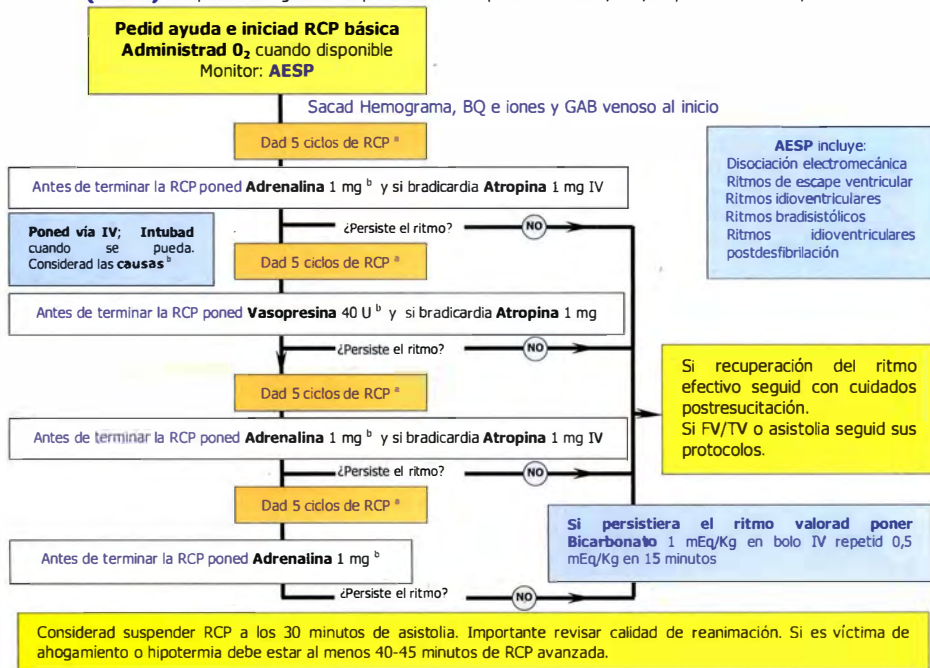 Pedid ayuda e iniciad RCP básica
Administrad 0₂ cuando disponible
Monitor: AESP
Sacad Hemograma, BQ e iones y GAB venoso al inicio
Dad 5 ciclos de RCP ª
AESP incluye:
Disociación electromecánica
Ritmos de escape ventricular
Ritmos idioventriculares
Ritmos bradisistólicos
Ritmos idioventriculares
postdesfibrilación
Antes de terminar la RCP poned Adrenalina 1 mg ᵇ y si bradicardia Atropina 1 mg IV
¿Persiste el ritmo?
NO
Poned vía IV; Intubad
cuando se pueda.
Considerad las causas ᵇ
Dad 5 ciclos de RCP ª
Antes de terminar la RCP poned Vasopresina 40 U ᵇ y si bradicardia Atropina 1 mg
¿Persiste el ritmo?
NO
Dad 5 ciclos de RCP ª
Si recuperación del ritmo
efectivo seguid con cuidados
postresucitación.
Si FV/TV o asistolia seguid sus
protocolos.
Antes de terminar la RCP poned Adrenalina 1 mg ᵇ y si bradicardia Atropina 1 mg IV
¿Persiste el ritmo?
NO
Dad 5 ciclos de RCP ª
Si persistiera el ritmo valorad poner
Bicarbonato 1 mEq/Kg en bolo IV repetid 0,5
mEq/Kg en 15 minutos
Antes de terminar la RCP poned Adrenalina 1 mg ᵇ
¿Persiste el ritmo?
NO
Considerad suspender RCP a los 30 minutos de asistolia. Importante revisar calidad de reanimación. Si es víctima de
ahogamiento o hipotermia debe estar al menos 40-45 minutos de RCP avanzada.